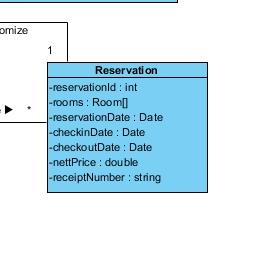 omize
1
Reservation
-reservationId : int
-rooms : Room[]
-reservationDate : Date
*
-checkinDate : Date
-checkoutDate : Date
-nettPrice : double
-receiptNumber : string